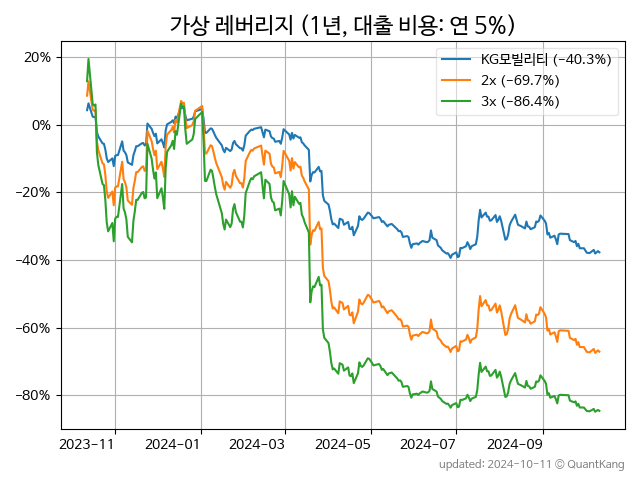 가상 레버리지 (1년, 대출 비용: 연 5%)
KG모빌리티 (-40.3%)
2x (-69.7%)
3x (-86.4%)
20%
0%
−20%
−40%
−60%
−80%
2023-11 2024-01 2024-03 2024-05 2024-07 2024-09
updated: 2024-10-11 © QuantKang